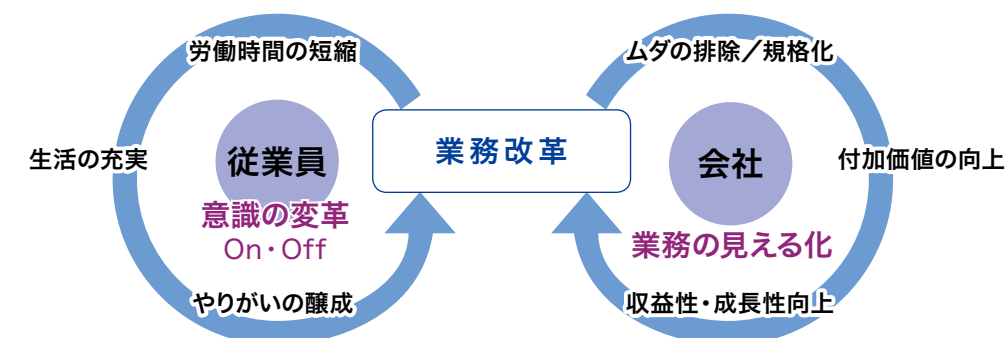 労働時間の短縮
生活の充実
従業員
意識の変革
On・Off
やりがいの醸成
業務改革
ムダの排除／規格化
会社
付加価値の向上
業務の見える化
収益性・成長性向上